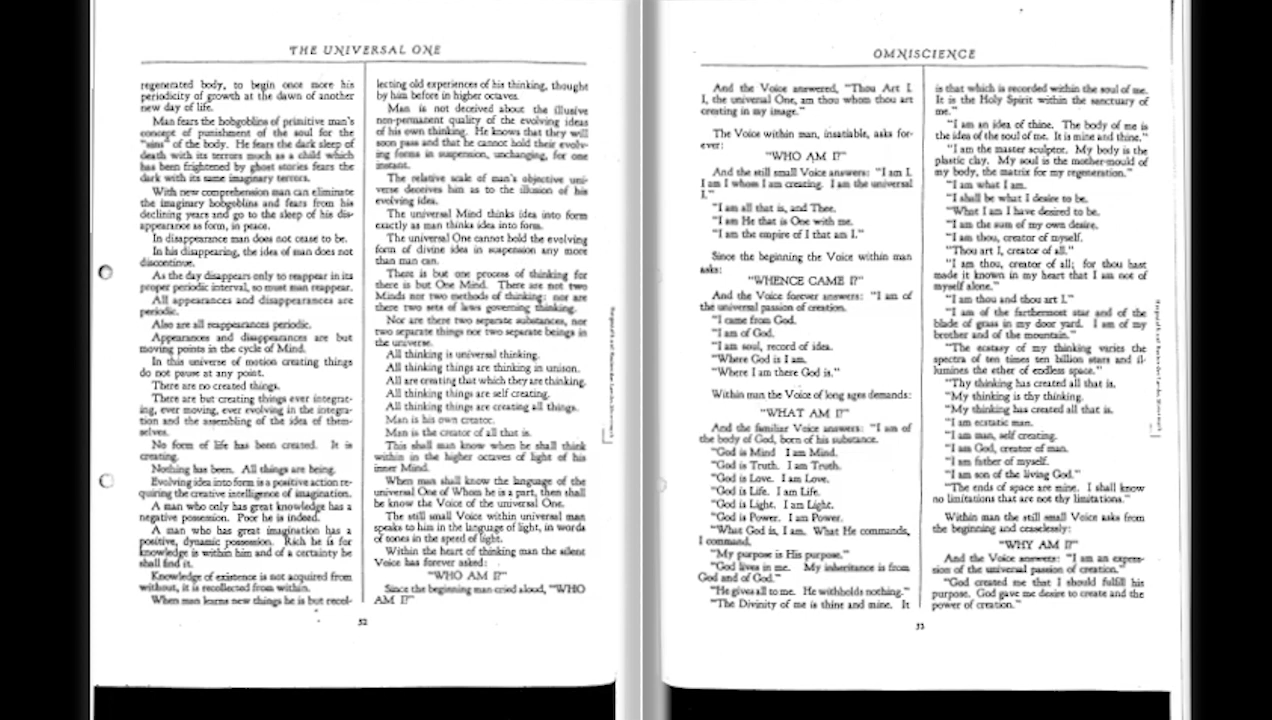 THE UNIVERSAL ONE
regenerated body, to begin once more his
periodicity of growth at the dawn of another
new day of life.
Man fears the bobgoblins of primitive man's
concept of punishment of the soul for the
"sins" of the body. He fears the dark sleep of
death with its terrors much as a child which
has been frightened by ghost stories fears the
dark with its same imaginary terrors.
With new comprehension man can eliminate
the imaginary bobgoblins and fears from his
declining years and go to the sleep of his dis-
appearance as form, in peace.
In disappearance man does not cease to be.
In his disappearing, the idea of man does not
discontinue.
As the day disappears only to reappear in its
proper periodic interval, so must man reappear.
All appearances and disappearances are
periodic.
Also are all reappearances periodic.
Appearances and disappearances are but
moving points in the cycle of Mind.
In this universe of motion creating things
do not pause at any point.
There are no created things.
There are but creating things ever integrat-
ing, ever moving, ever evolving in the integra-
tion and the assembling of the idea of them-
selves.
No form of life has been created. It is
creating.
Nothing has been. All things are being.
Evolving idea into form is a positive action re-
quiring the creative intelligence of imagination.
A man who only has great knowledge has a
negative possession. Poor he is indeed.
A man who has great imagination has a
positive, dynamic possession. Rich he is for
knowledge is within him and of a certainty he
shall find it.
Knowledge of existence is not acquired from
without, it is recollected from within.
When man learns new things he is but recol-
lecting old experiences of his thinking, thought
by him before in higher octaves.
Man is not deceived about the illusive
non-permanent quality of the evolving ideas
of his own thinking. He knows that they will
soon pass and that he cannot hold their evolv-
ing forms in suspension, unchanging, for one
instant.
The relative scale of man's objective uni-
verse deceives him as to the illusion of his
evolving idea.
The universal Mind thinks idea into form
exactly as man thinks idea into form.
The universal One cannot hold the evolving
form of divine idea in suspension any more
than man can.
There is but one process of thinking for
there is but One Mind. There are not two
Minds nor two methods of thinking; nor are
there two sets of laws governing thinking.
Nor are there two separate substances, nor
two separate things nor two separate beings in
the universe.
All thinking is universal thinking.
All thinking things are thinking in unison.
All are creating that which they are thinking.
All thinking things are self creating.
All thinking things are creating all things.
Man is his own creator.
Man is the creator of all that is.
This shall man know when he shall think
within in the higher octaves of light of his
inner Mind.
When man shall know the language of the
universal One of Whom he is a part, then shall
he know the Voice of the universal One.
The still small Voice within universal man
speaks to him in the language of light, in words
of tones in the speed of light.
Within the heart of thinking man the silent
Voice has forever asked:
"WHO AM I?"
Since the beginning man cried aloud, "WHO
AM I?"
32
OMNISCIENCE
And the Voice answered, "Thou Art I.
I, the universal One, am thou whom thou art
creating in my image."
The Voice within man, insatiable, asks for-
ever:
"WHO AM I?"
And the still small Voice answers: "I am I.
I am I whom I am creating. I am the universal
I."
"I am all that is, and Thee.
"I am He that is One with me.
"I am the empire of I that am I."
Since the beginning the Voice within man
asks:
"WHENCE CAME I?"
And the Voice forever answers: "I am of
the universal passion of creation.
"I came from God.
"I am of God.
"I am soul, record of idea.
"Where God is I am.
"Where I am there God is."
Within man the Voice of long ages demands:
"WHAT AM I?"
And the familiar Voice answers: "I am of
the body of God, born of his substance.
"God is Mind I am Mind.
"God is Truth. I am Truth.
"God is Love. I am Love.
"God is Life. I am Life.
"God is Light. I am Light.
"God is Power. I am Power.
"What God is, I am. What He commands,
I command.
"My purpose is His purpose."
"God lives in me. My inheritance is from
God and of God."
"He gives all to me. He withholds nothing."
"The Divinity of me is thine and mine. It
is that which is recorded within the soul of me.
It is the Holy Spirit within the sanctuary of
me."
"I am an idea of thine. The body of me is
the idea of the soul of me. It is mine and thine."
"I am the master sculptor. My body is the
plastic clay. My soul is the mother-mould of
my body, the matrix for my regeneration."
"I am what I am.
"I shall be what I desire to be.
"What I am I have desired to be.
"I am the sum of my own desire.
"I am thou, creator of myself.
"Thou art I, creator of all."
"I am thou, creator of all; for thou hast
made it known in my heart that I am not of
myself alone."
"I am thou and thou art I."
"I am of the farthermost star and of the
blade of grass in my door yard. I am of my
brother and of the mountain."
"The ecstasy of my thinking varies the
spectra of ten times ten billion stars and il-
lumines the ether of endless space."
"Thy thinking has created all that is.
"My thinking is thy thinking.
"My thinking has created all that is.
"I am ecstatic man.
"I am man, self creating.
"I am God, creator of man.
"I am father of myself.
"I am son of the living God."
"The ends of space are mine. I shall know
no limitations that are not thy limitations."
Within man the still small Voice asks from
the beginning and ceaselessly:
"WHY AM I?"
And the Voice answers: "I am an expres-
sion of the universal passion of creation."
"God created me that I should fulfill his
purpose. God gave me desire to create and the
power of creation."
33